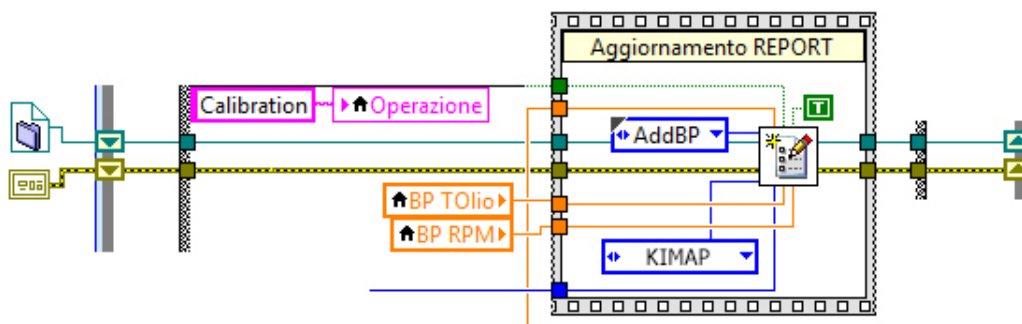 Aggiornamento REPORT
Calibration
Operazione
T
AddBP
BP TOlio
BP RPM
KIMAP